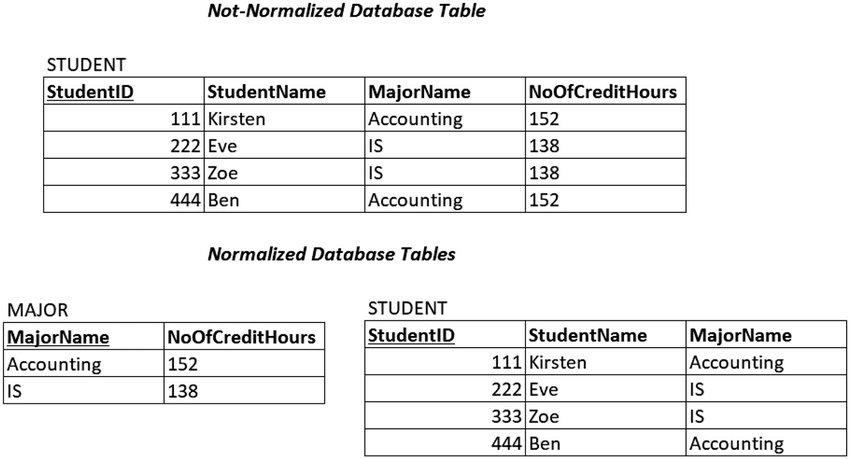 Not-Normalized Database Table
STUDENT
StudentID StudentName MajorName NoOfCreditHours
111 Kirsten Accounting 152
222 Eve IS 138
333 Zoe IS 138
444 Ben Accounting 152
Normalized Database Tables
MAJOR
MajorName NoOfCreditHours
Accounting 152
IS 138
STUDENT
StudentID StudentName MajorName
111 Kirsten Accounting
222 Eve IS
333 Zoe IS
444 Ben Accounting